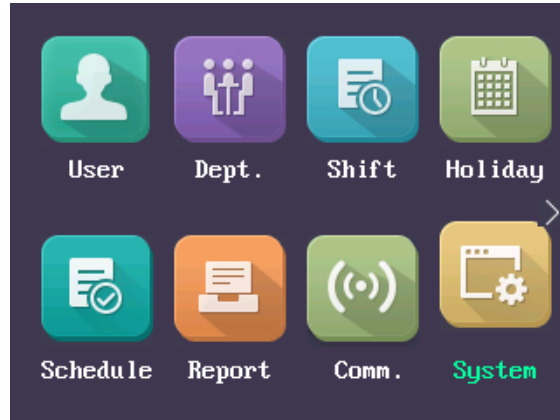 User Dept. Shift Holiday
Schedule Report Comm. System